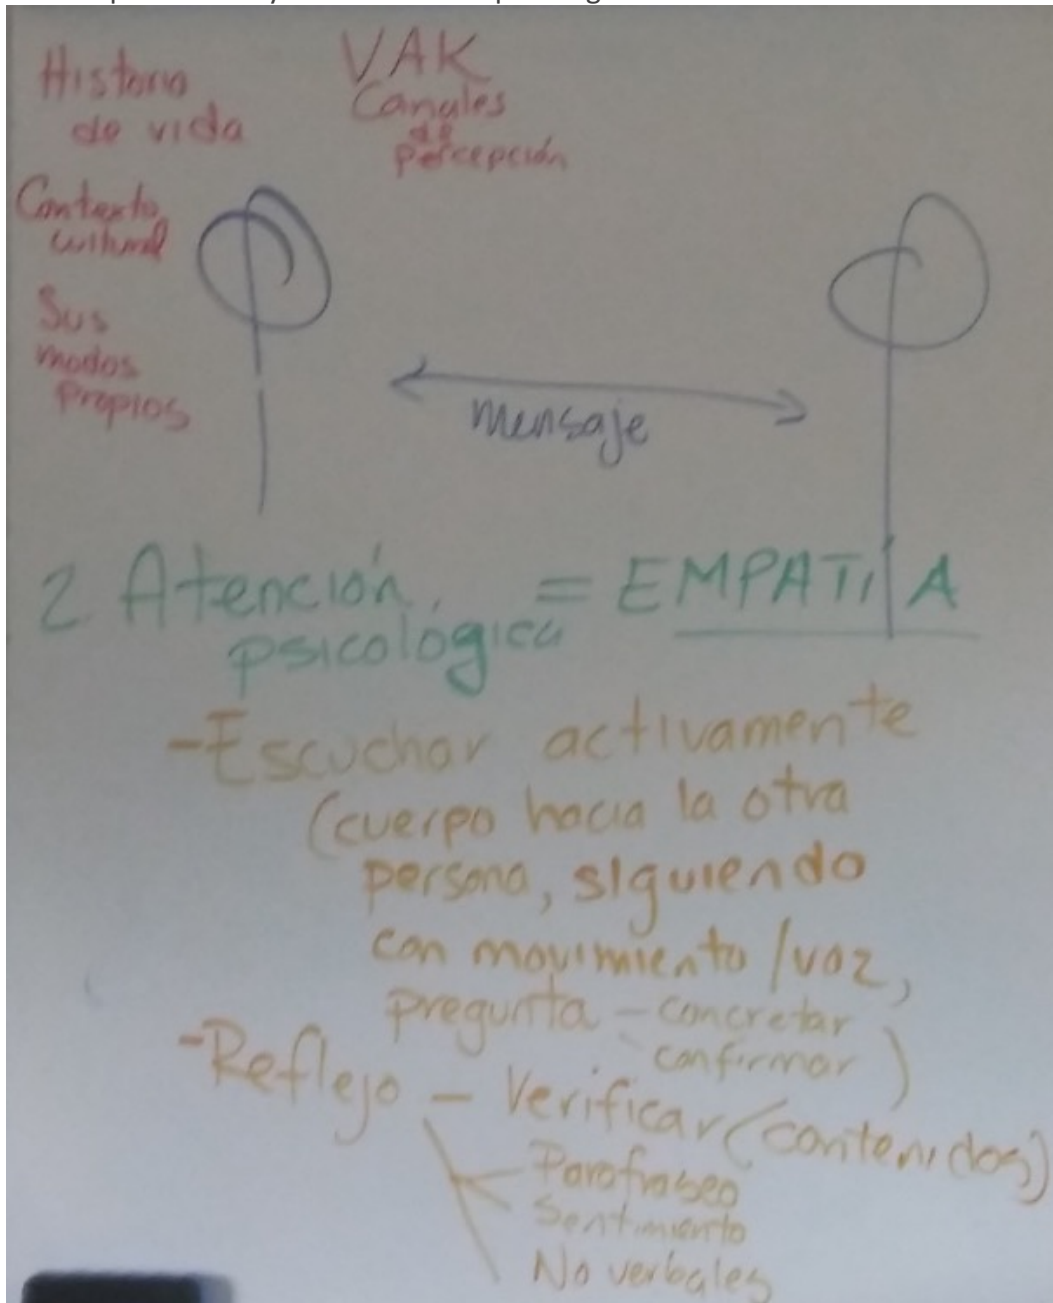 Historia
de vida
VAK
Canales
de
percepción
Contexto
cultural
Sus
modos
propios
mensaje
2 Atención
psicológica
= EMPATIA
-Escuchar activamente
(cuerpo hacia la otra
persona, siguiendo
con movimiento/voz,
pregunta - concretar
confirmar)
-Reflejo - Verificar (contenidos)
Parafraseo
Sentimiento
No verbales